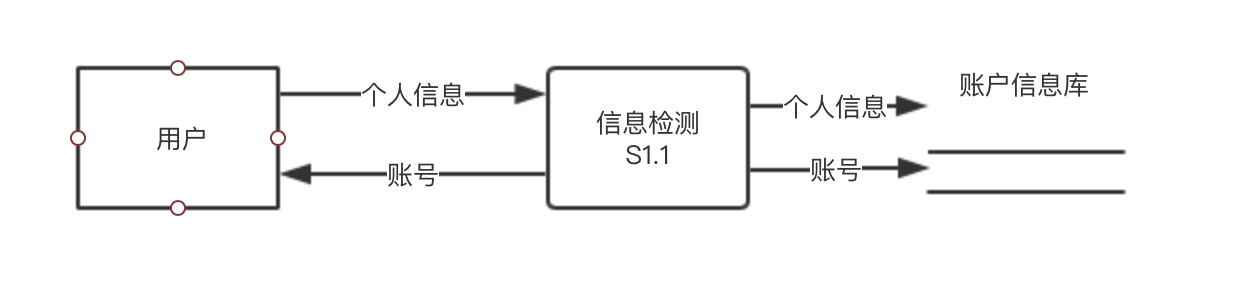 用户
个人信息
账号
信息检测
S1.1
个人信息
账号
账户信息库